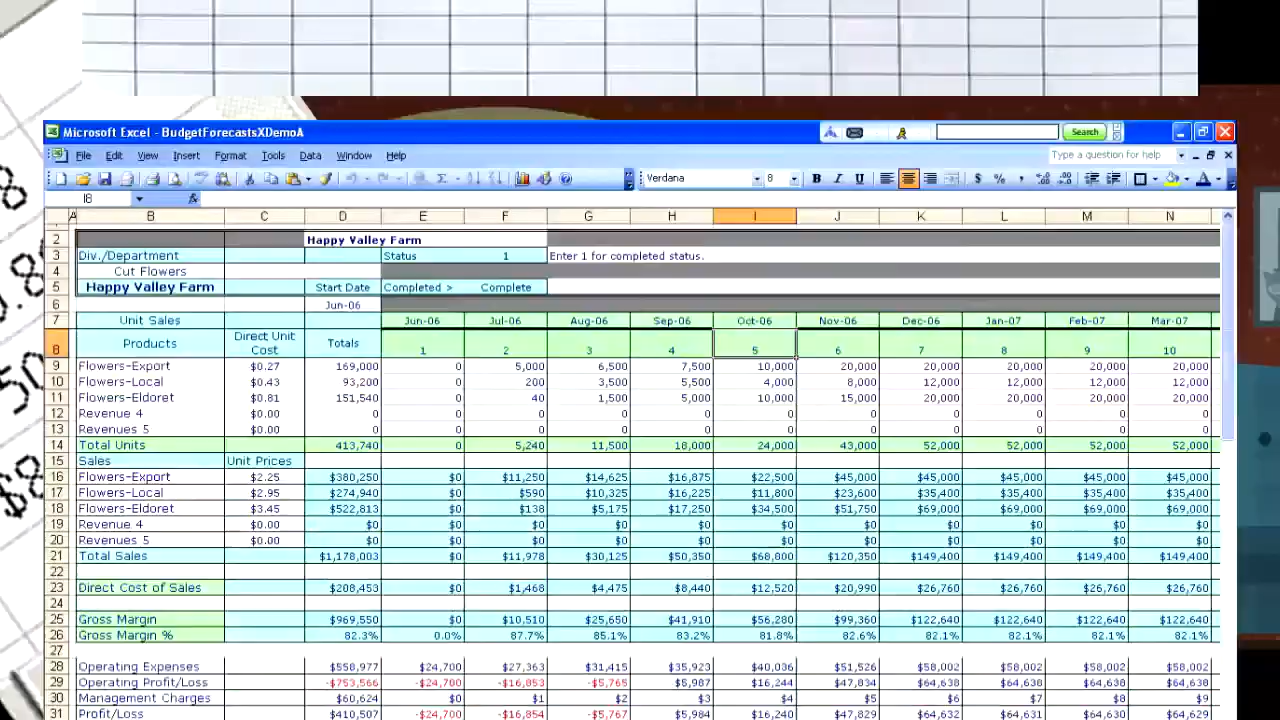 Microsoft Excel - BudgetForecastsXDemoA Search
File Edit View Insert Format Tools Data Window Help Type a question for help
Verdana 8 B I U $ %
I8 fx
A B C D E F G H I J K L M N
2 Happy Valley Farm
3 Div./Department Status 1 Enter 1 for completed status.
4 Cut Flowers
5 Happy Valley Farm Start Date Completed > Complete
6 Jun-06
7 Unit Sales Jun-06 Jul-06 Aug-06 Sep-06 Oct-06 Nov-06 Dec-06 Jan-07 Feb-07 Mar-07
8 Products Direct Unit Cost Totals 1 2 3 4 5 6 7 8 9 10
9 Flowers-Export $0.27 169,000 0 5,000 6,500 7,500 10,000 20,000 20,000 20,000 20,000 20,000
10 Flowers-Local $0.43 93,200 0 200 3,500 5,500 4,000 8,000 12,000 12,000 12,000 12,000
11 Flowers-Eldoret $0.81 151,540 0 40 1,500 5,000 10,000 15,000 20,000 20,000 20,000 20,000
12 Revenue 4 $0.00 0 0 0 0 0 0 0 0 0 0 0
13 Revenues 5 $0.00 0 0 0 0 0 0 0 0 0 0 0
14 Total Units 413,740 0 5,240 11,500 18,000 24,000 43,000 52,000 52,000 52,000 52,000
15 Sales Unit Prices
16 Flowers-Export $2.25 $380,250 $0 $11,250 $14,625 $16,875 $22,500 $45,000 $45,000 $45,000 $45,000 $45,000
17 Flowers-Local $2.95 $274,940 $0 $590 $10,325 $16,225 $11,800 $23,600 $35,400 $35,400 $35,400 $35,400
18 Flowers-Eldoret $3.45 $522,813 $0 $138 $5,175 $17,250 $34,500 $51,750 $69,000 $69,000 $69,000 $69,000
19 Revenue 4 $0.00 $0 $0 $0 $0 $0 $0 $0 $0 $0 $0 $0
20 Revenues 5 $0.00 $0 $0 $0 $0 $0 $0 $0 $0 $0 $0 $0
21 Total Sales $1,178,003 $0 $11,978 $30,125 $50,350 $68,800 $120,350 $149,400 $149,400 $149,400 $149,400
22
23 Direct Cost of Sales $208,453 $0 $1,468 $4,475 $8,440 $12,520 $20,990 $26,760 $26,760 $26,760 $26,760
24
25 Gross Margin $969,550 $0 $10,510 $25,650 $41,910 $56,280 $99,360 $122,640 $122,640 $122,640 $122,640
26 Gross Margin % 82.3% 0.0% 87.7% 85.1% 83.2% 81.8% 82.6% 82.1% 82.1% 82.1% 82.1%
27
28 Operating Expenses $558,977 $24,700 $27,363 $31,415 $35,923 $40,036 $51,526 $58,002 $58,002 $58,002 $58,002
29 Operating Profit/Loss -$753,566 -$24,700 -$16,853 -$5,765 $5,987 $16,244 $47,834 $64,638 $64,638 $64,638 $64,638
30 Management Charges $60,624 $0 $1 $2 $3 $4 $5 $6 $7 $8 $9
31 Profit/Loss $410,507 -$24,700 -$16,854 -$5,767 $5,984 $16,240 $47,829 $64,632 $64,631 $64,630 $64,629